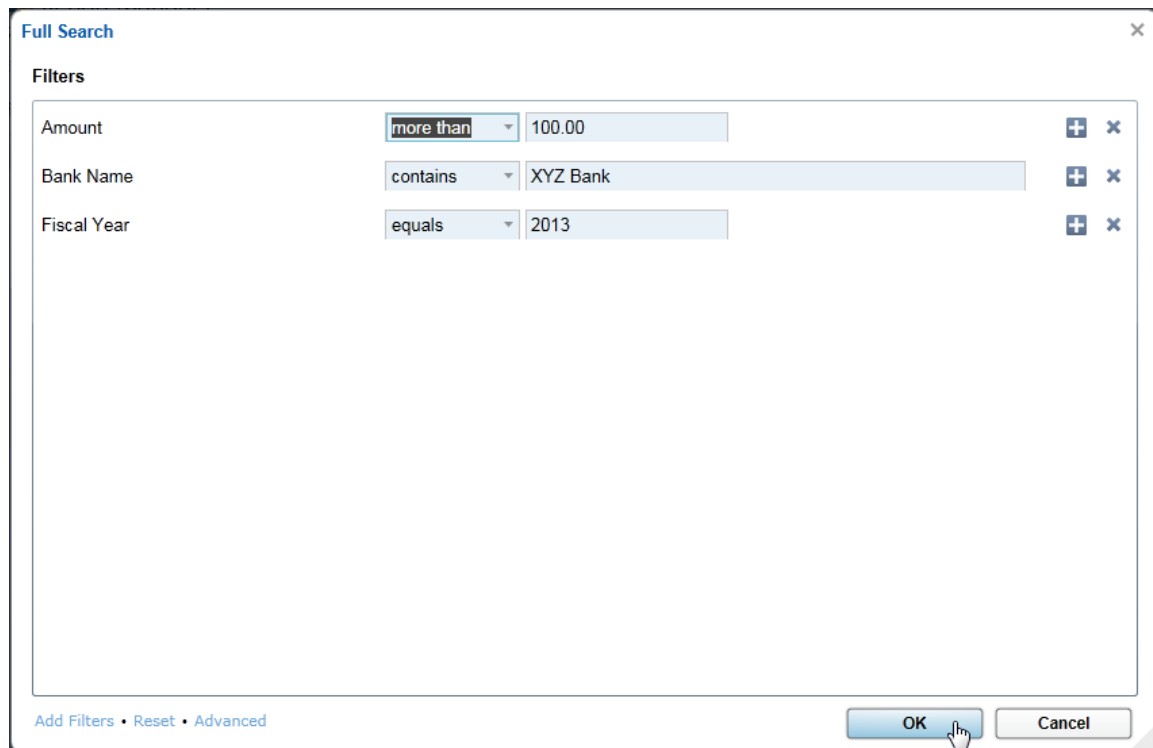 Full Search
Filters
Amount more than 100.00
Bank Name contains XYZ Bank
Fiscal Year equals 2013
Add Filters • Reset • Advanced OK Cancel